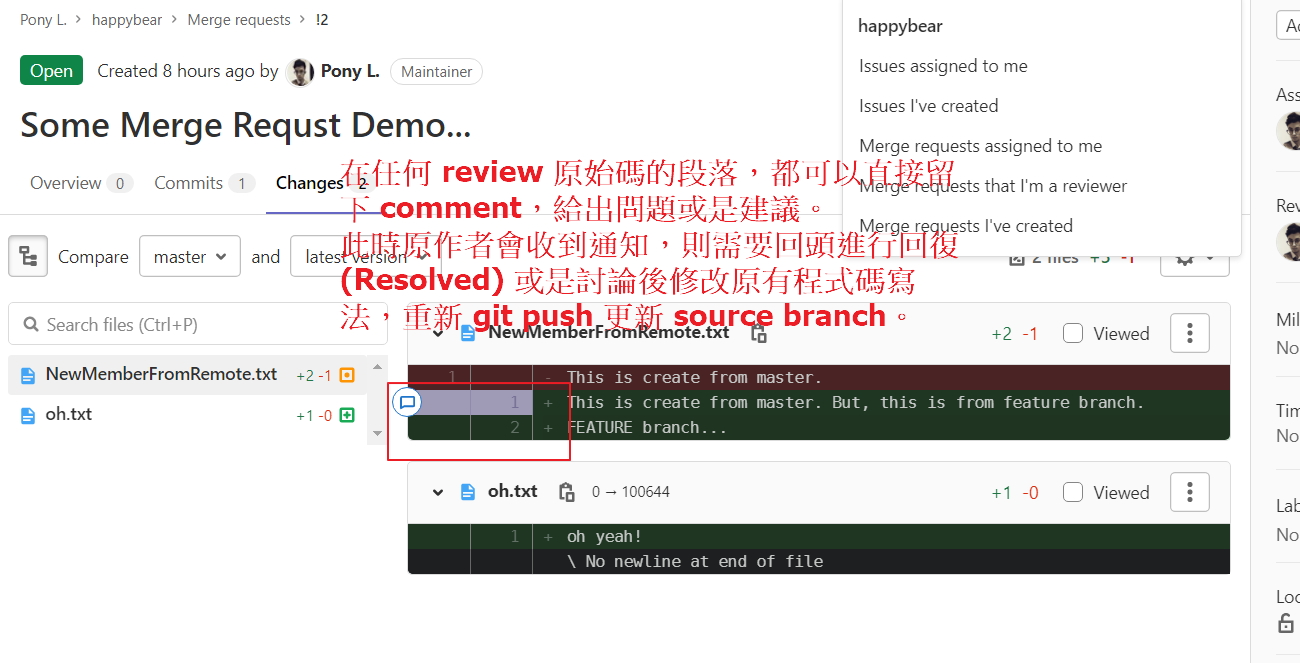 Pony L. > happybear > Merge requests > !2
Open Created 8 hours ago by Pony L. Maintainer
Some Merge Requst Demo...
Overview 0 Commits 1 Changes 2
Compare master and latest version
Search files (Ctrl+P)
NewMemberFromRemote.txt +2 -1
oh.txt +1 -0
happybear
Issues assigned to me
Issues I've created
Merge requests assigned to me
Merge requests that I'm a reviewer
Merge requests I've created
在任何 review 原始碼的段落，都可以直接留
下 comment，給出問題或是建議。
此時原作者會收到通知，則需要回頭進行回復
(Resolved) 或是討論後修改原有程式碼寫
法，重新 git push 更新 source branch。
2 files +3 -1
NewMemberFromRemote.txt +2 -1 Viewed
1 - This is create from master.
1 + This is create from master. But, this is from feature branch.
2 + FEATURE branch...
oh.txt 0 → 100644 +1 -0 Viewed
1 + oh yeah!
\ No newline at end of file
Ass
Rev
Mil
No
Tim
No
Lab
No
Loc